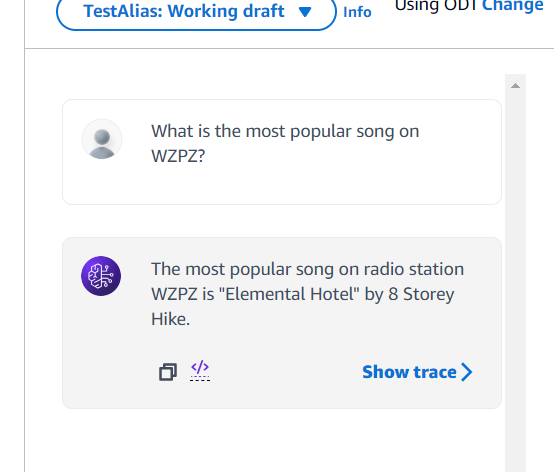 TestAlias: Working draft
Info
Using ODT Change
What is the most popular song on
WZPZ?
The most popular song on radio station
WZPZ is "Elemental Hotel" by 8 Storey
Hike.
</>
Show trace